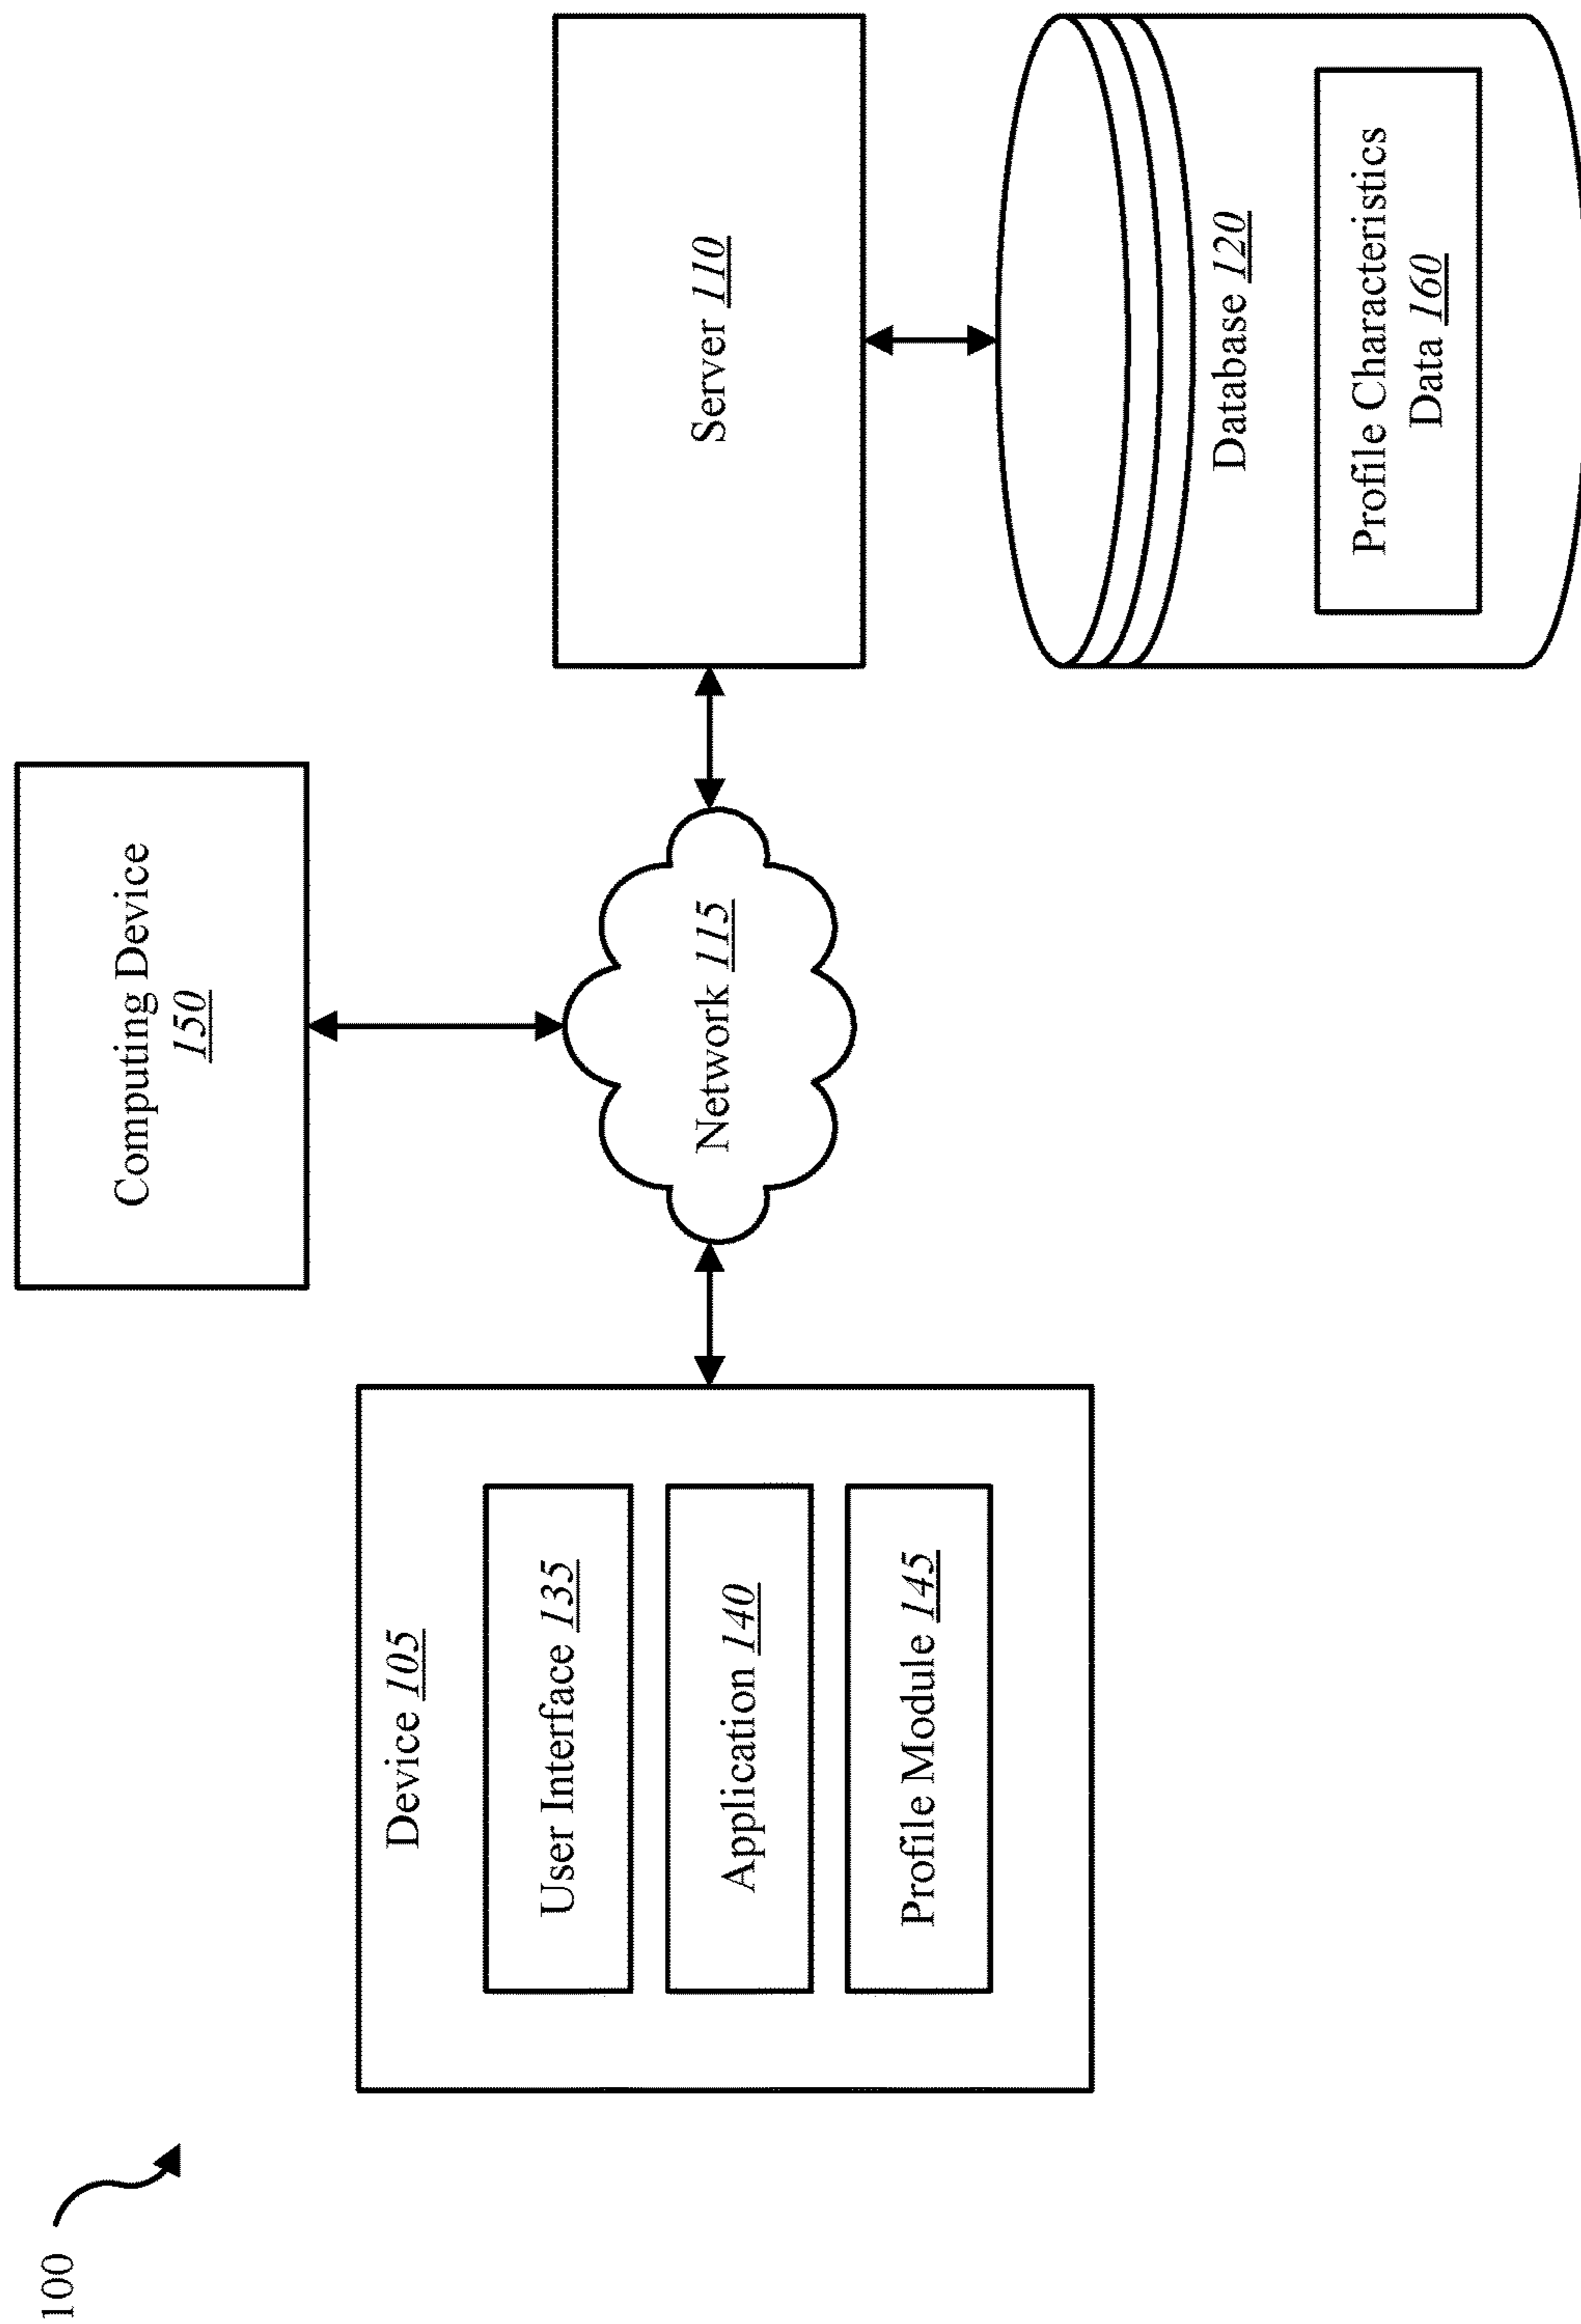 100
Computing Device
150
Device 105
User Interface 135
Application 140
Profile Module 145
Network 115
Server 110
Database 120
Profile Characteristics
Data 160